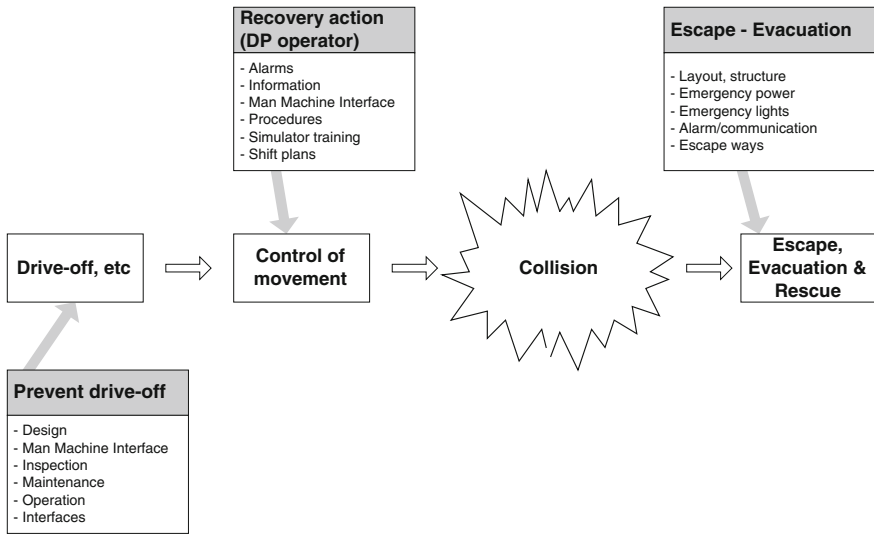 Recovery action
(DP operator)
- Alarms
- Information
- Man Machine Interface
- Procedures
- Simulator training
- Shift plans
Escape - Evacuation
- Layout, structure
- Emergency power
- Emergency lights
- Alarm/communication
- Escape ways
Drive-off, etc
Control of
movement
Collision
Escape,
Evacuation &
Rescue
Prevent drive-off
- Design
- Man Machine Interface
- Inspection
- Maintenance
- Operation
- Interfaces